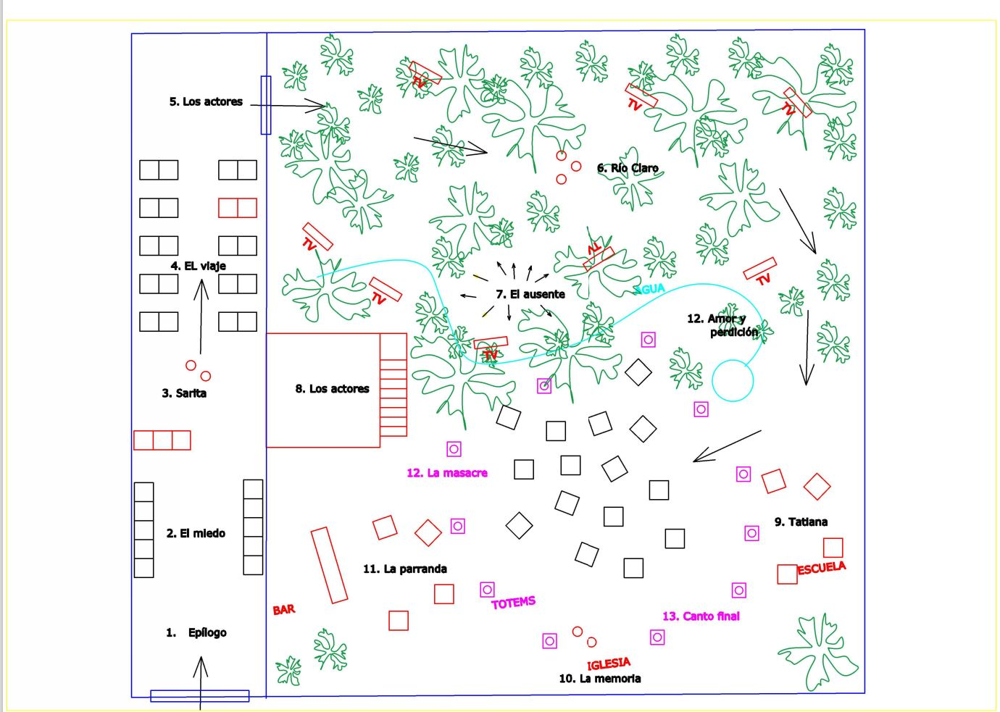 5. Los actores
TV
TV
TV
6. Río Claro
TV
4. EL viaje
TV
TV
TV
7. El ausente
AGUA
12. Amor y
perdición
TV
3. Sarita
8. Los actores
12. La masacre
2. El miedo
9. Tatiana
11. La parranda
ESCUELA
BAR
TOTEMS
13. Canto final
1. Epílogo
IGLESIA
10. La memoria